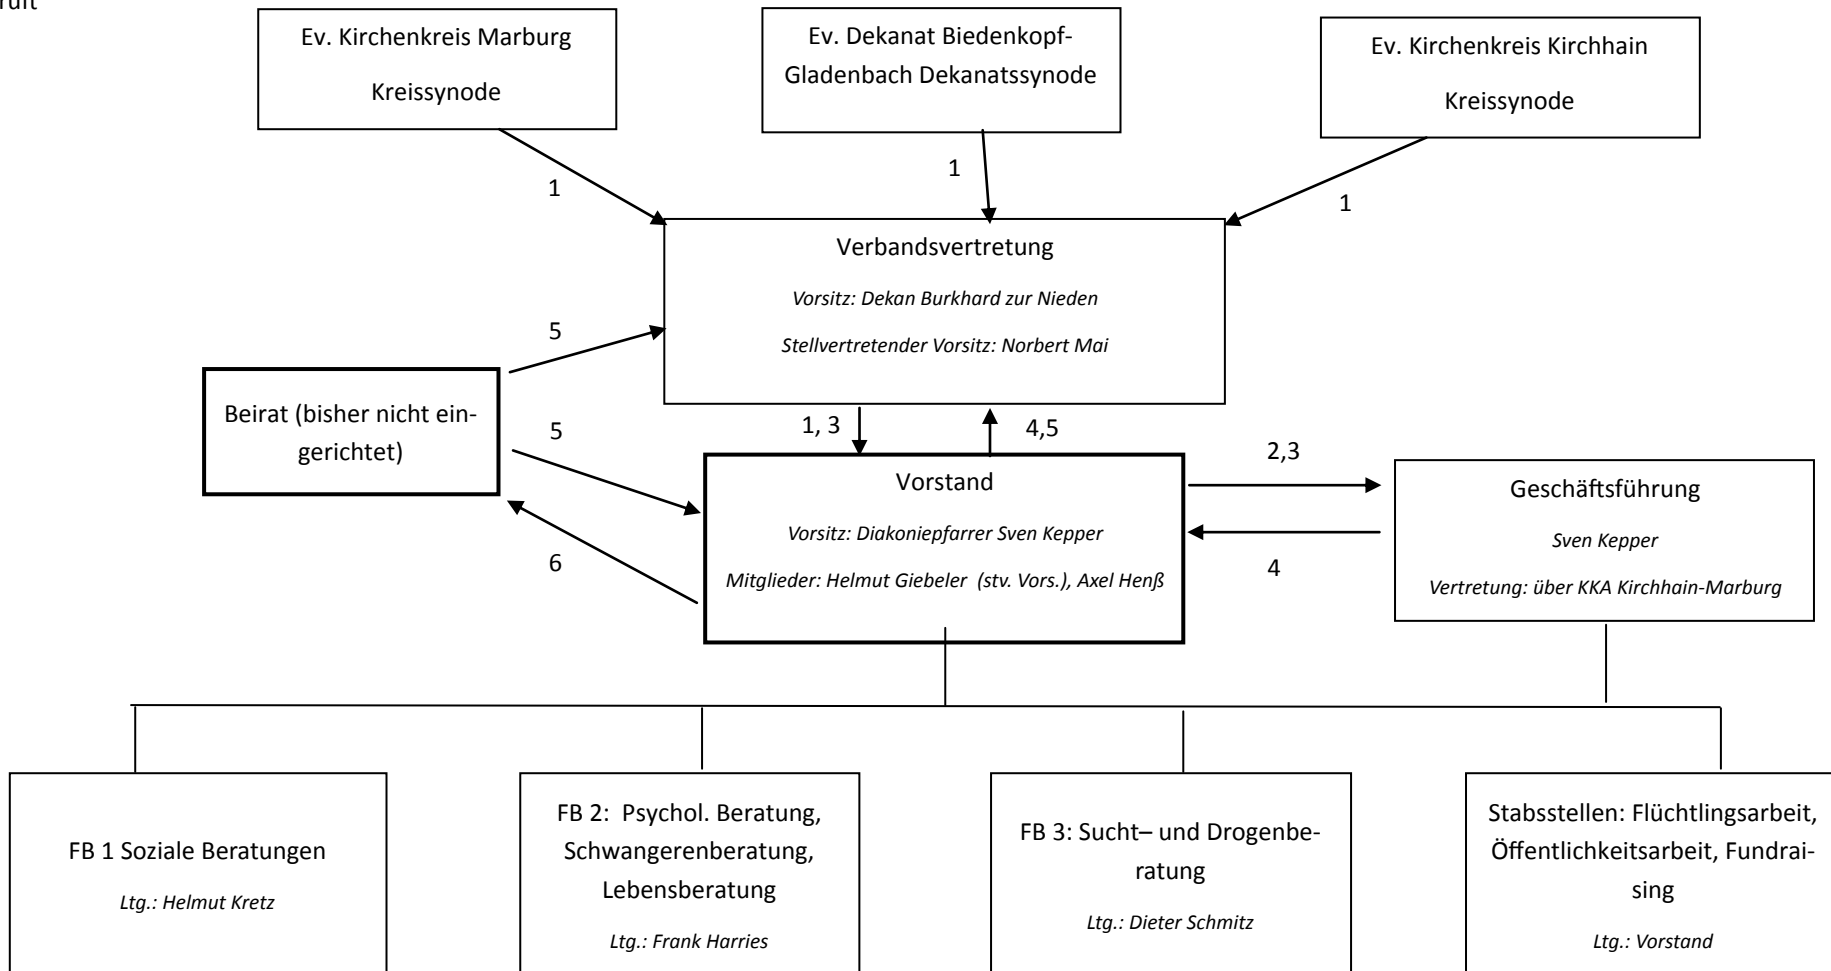 Ev. Kirchenkreis Marburg
Kreissynode
Ev. Dekanat Biedenkopf-
Gladenbach Dekanatssynode
Ev. Kirchenkreis Kirchhain
Kreissynode
1
1
1
Verbandsvertretung
Vorsitz: Dekan Burkhard zur Nieden
Stellvertretender Vorsitz: Norbert Mai
5
Beirat (bisher nicht ein-
gerichtet)
5
6
1, 3
4,5
Vorstand
Vorsitz: Diakoniepfarrer Sven Kepper
Mitglieder: Helmut Giebeler (stv. Vors.), Axel Henß
2,3
4
Geschäftsführung
Sven Kepper
Vertretung: über KKA Kirchhain-Marburg
FB 1 Soziale Beratungen
Ltg.: Helmut Kretz
FB 2: Psychol. Beratung,
Schwangerenberatung,
Lebensberatung
Ltg.: Frank Harries
FB 3: Sucht– und Drogenbe-
ratung
Ltg.: Dieter Schmitz
Stabsstellen: Flüchtlingsarbeit,
Öffentlichkeitsarbeit, Fundrai-
sing
Ltg.: Vorstand